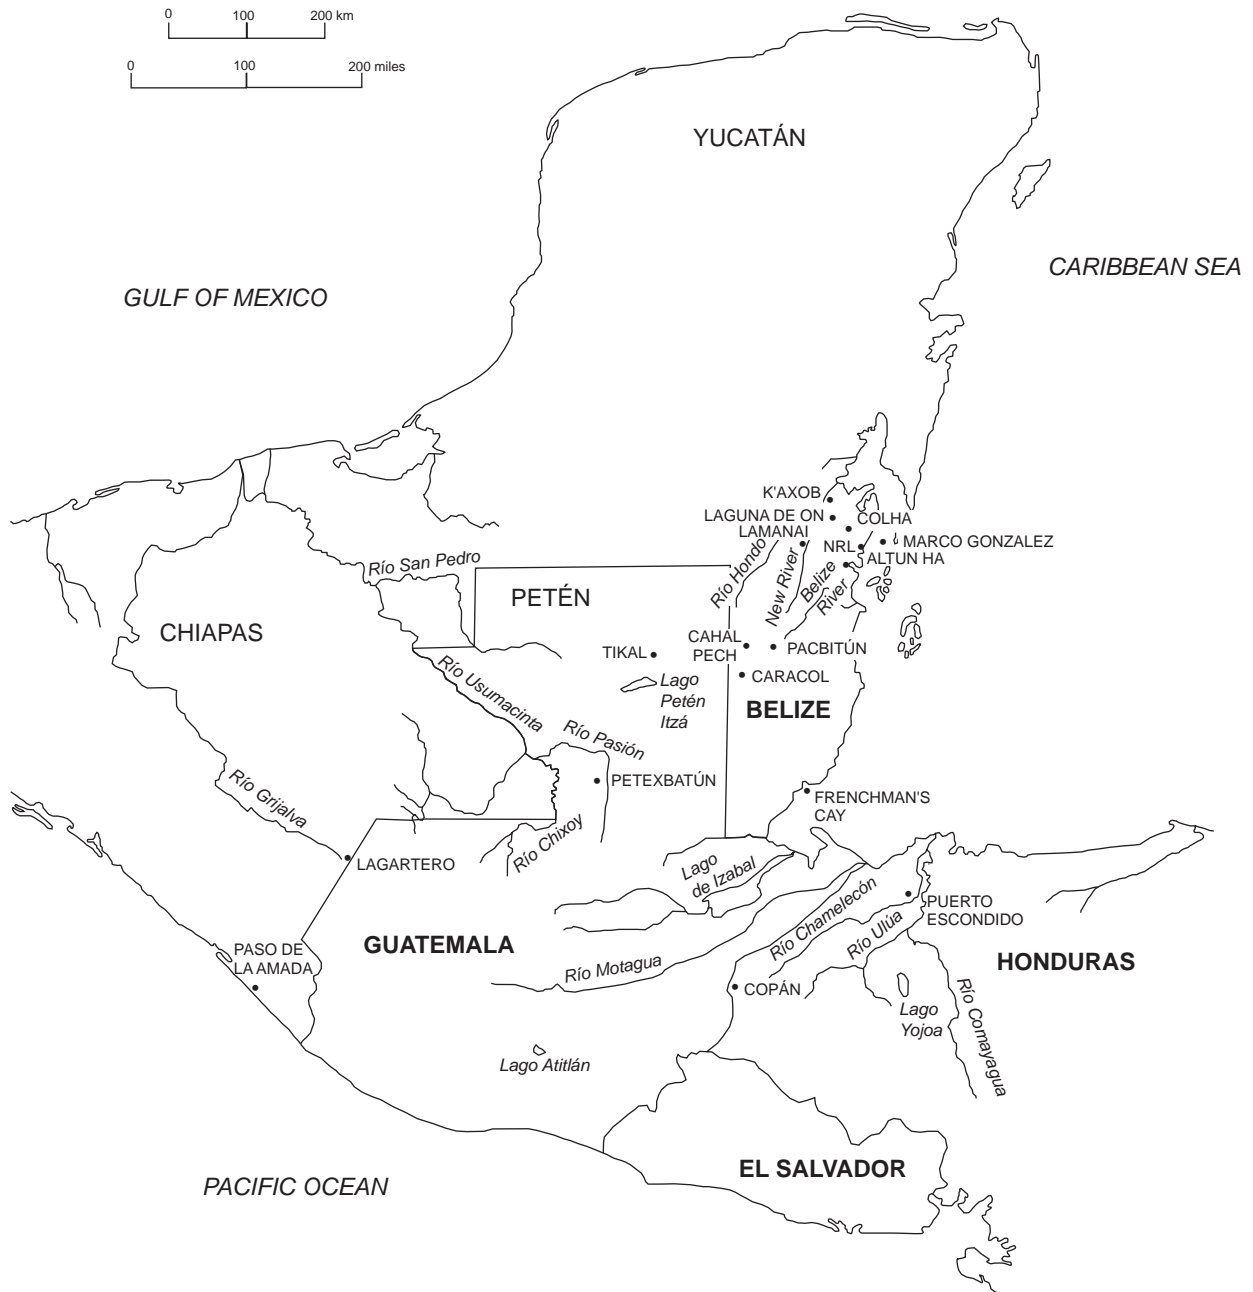 0 100 200 km
0 100 200 miles
YUCATÁN
CARIBBEAN SEA
GULF OF MEXICO
K'AXOB
LAGUNA DE ON
COLHA
LAMANAI
MARCO GONZALEZ
NRL
ALTUN HA
Río San Pedro
Río Hondo
New River
Belize
River
PETÉN
CHIAPAS
CAHAL
PECH
PACBITÚN
TIKAL
CARACOL
Lago
Petén
Itzá
BELIZE
Río Usumacinta
Río Pasión
PETEXBATÚN
Río Grijalva
FRENCHMAN'S
CAY
Río Chixoy
LAGARTERO
Lago
de Izabal
Río Chamelecón
PUERTO
ESCONDIDO
Río Ulúa
GUATEMALA
PASO DE
LA AMADA
Río Motagua
HONDURAS
COPÁN
Lago
Yojoa
Río Comayagua
Lago Atitlán
EL SALVADOR
PACIFIC OCEAN